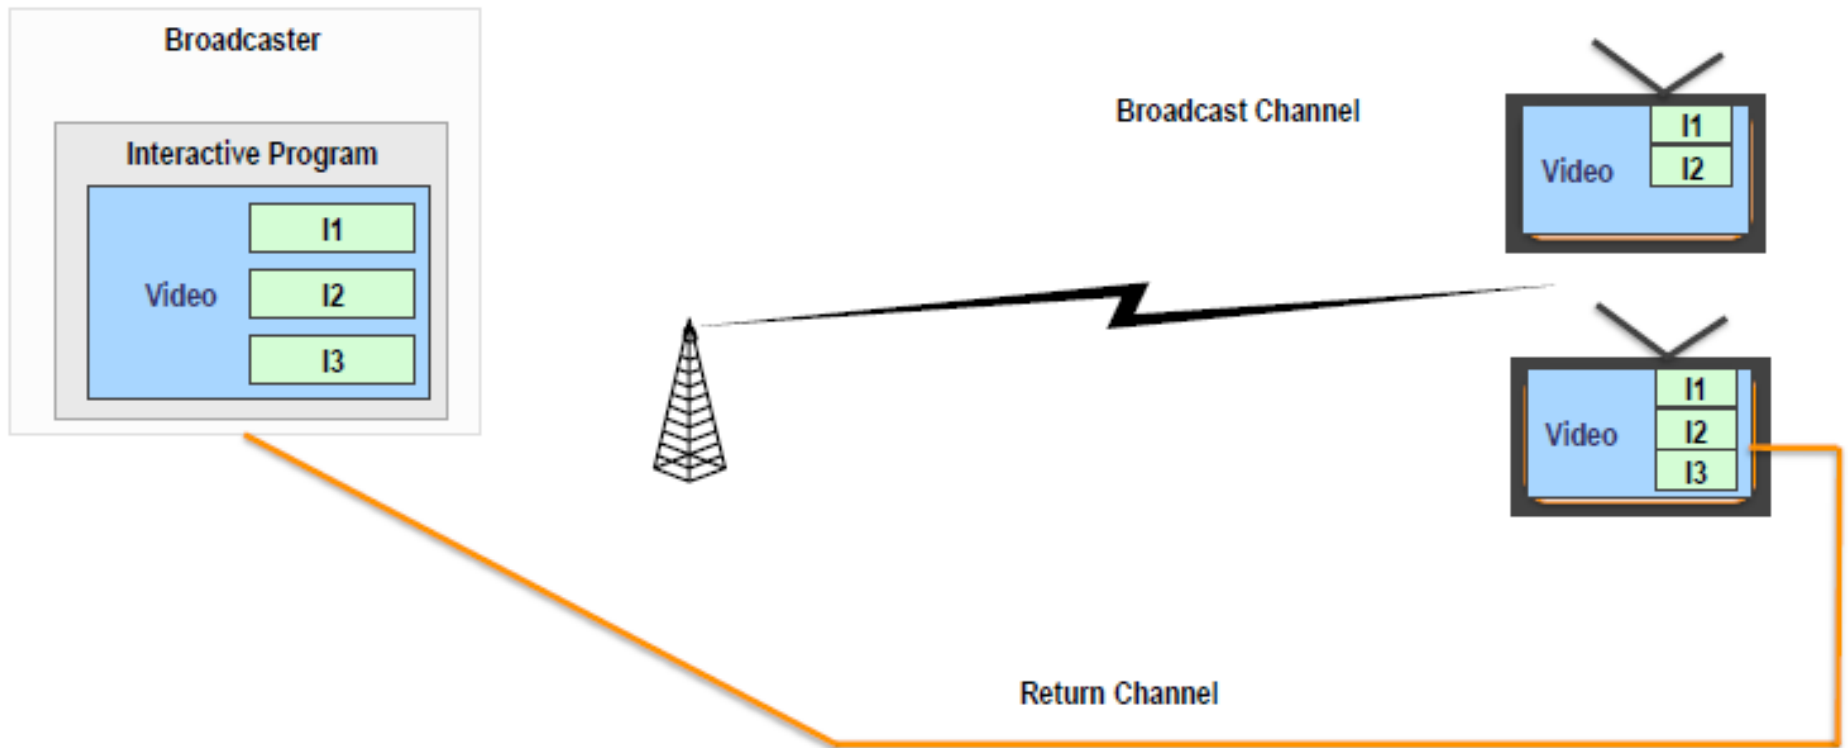 Broadcaster
Interactive Program
Video
I1
I2
I3
Broadcast Channel
Video
I1
I2
Video
I1
I2
I3
Return Channel